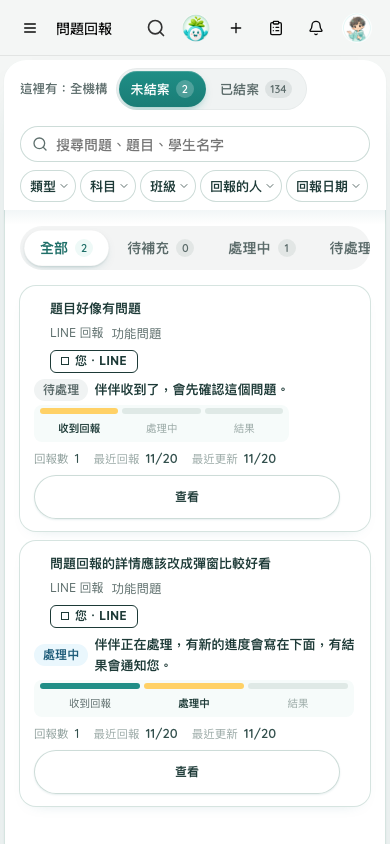 問題回報
這裡有：全機構
未結案 2
已結案 134
搜尋問題、題目、學生名字
類型
科目
班級
回報的人
回報日期
全部 2
待補充 0
處理中 1
待處理
題目好像有問題
LINE 回報 功能問題
您 · LINE
待處理 伴伴收到了，會先確認這個問題。
收到回報 處理中 結果
回報數 1 最近回報 11/20 最近更新 11/20
查看
問題回報的詳情應該改成彈窗比較好看
LINE 回報 功能問題
您 · LINE
處理中 伴伴正在處理，有新的進度會寫在下面，有結
果會通知您。
收到回報 處理中 結果
回報數 1 最近回報 11/20 最近更新 11/20
查看